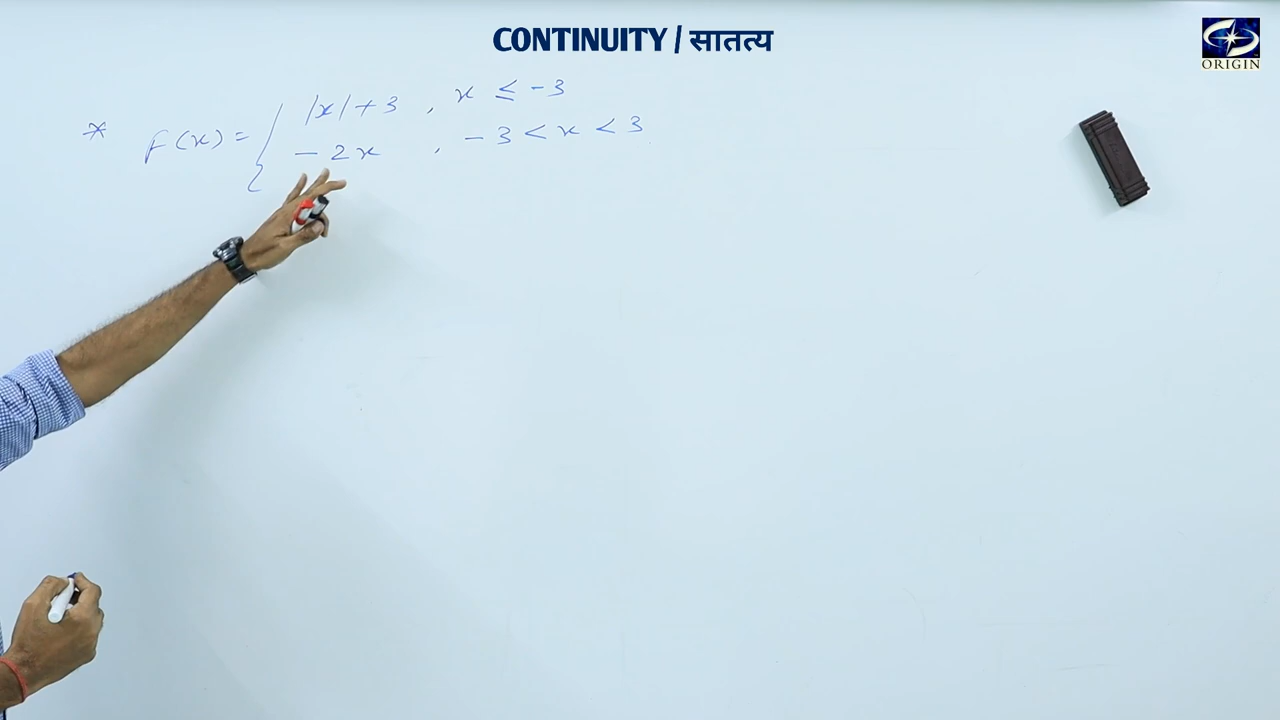 CONTINUITY / सातत्य
ORIGIN
* f(x) = { |x| + 3 , x ≤ -3
- 2x , -3 < x < 3